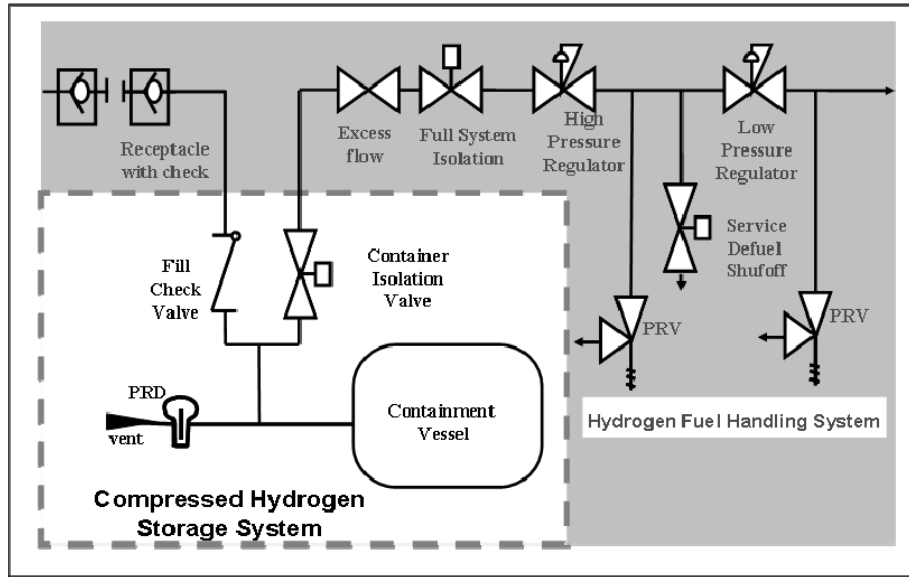 Receptacle
with check
Excess
flow
Full System
Isolation
High
Pressure
Regulator
Low
Pressure
Regulator
Service
Defuel
Shufoff
Fill
Check
Valve
Container
Isolation
Valve
PRV
PRV
PRD
vent
Containment
Vessel
Hydrogen Fuel Handling System
Compressed Hydrogen
Storage System